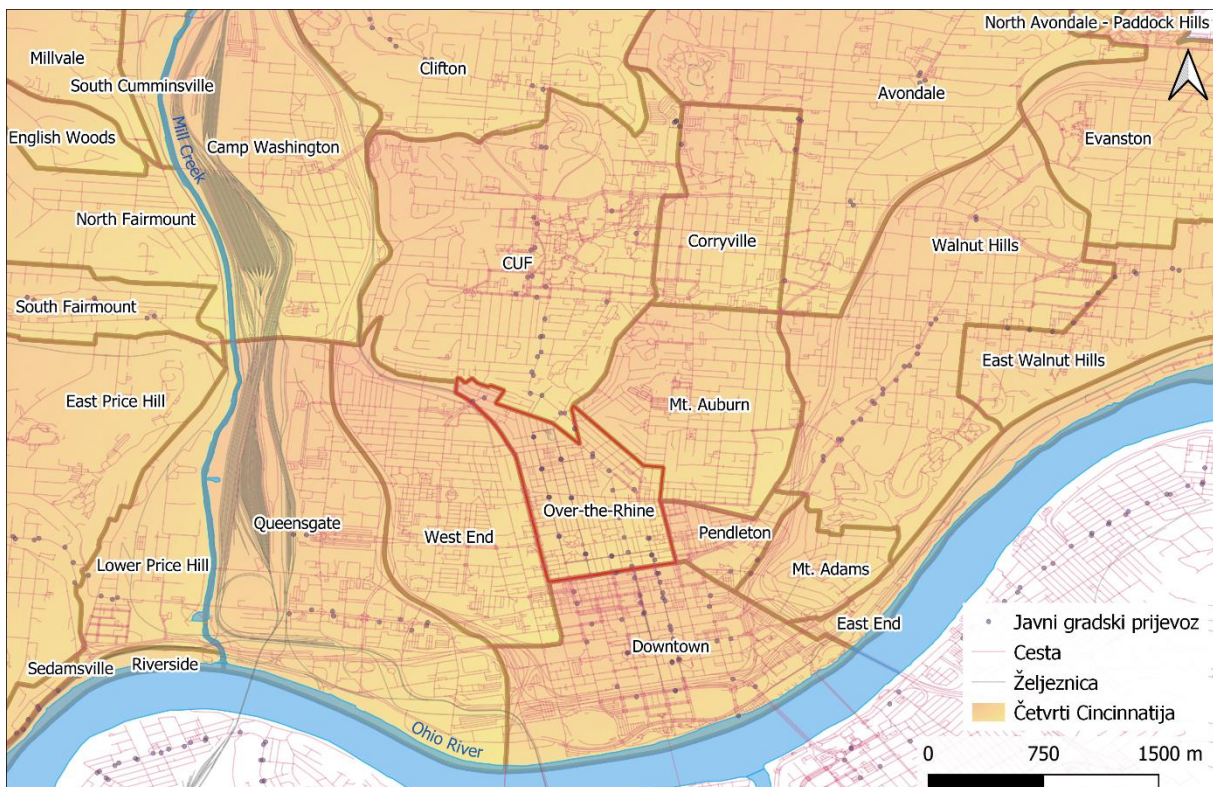 North Avondale - Paddock Hills
Millvale
Clifton
South Cumminsville
Avondale
English Woods
Mill Creek
Camp Washington
Evanston
North Fairmount
Corryville
Walnut Hills
CUF
South Fairmount
East Walnut Hills
East Price Hill
Mt. Auburn
Over-the-Rhine
Queensgate
West End
Pendleton
Lower Price Hill
Mt. Adams
East End
Downtown
Riverside
Sedamsville
Ohio River
Javni gradski prijevoz
Cesta
Željeznica
Četvrti Cincinnatija
0 750 1500 m